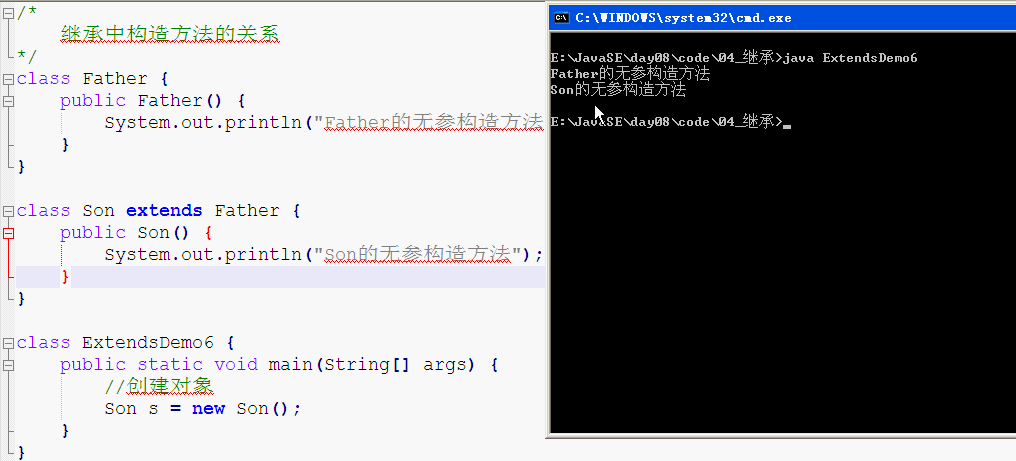 /*
继承中构造方法的关系
*/
class Father {
public Father() {
System.out.println("Father的无参构造方法
}
}
class Son extends Father {
public Son() {
System.out.println("Son的无参构造方法");
}
}
class ExtendsDemo6 {
public static void main(String[] args) {
//创建对象
Son s = new Son();
}
}
C:\WINDOWS\system32\cmd.exe
E:\JavaSE\day08\code\04_继承>java ExtendsDemo6
Father的无参构造方法
Son的无参构造方法
E:\JavaSE\day08\code\04_继承>